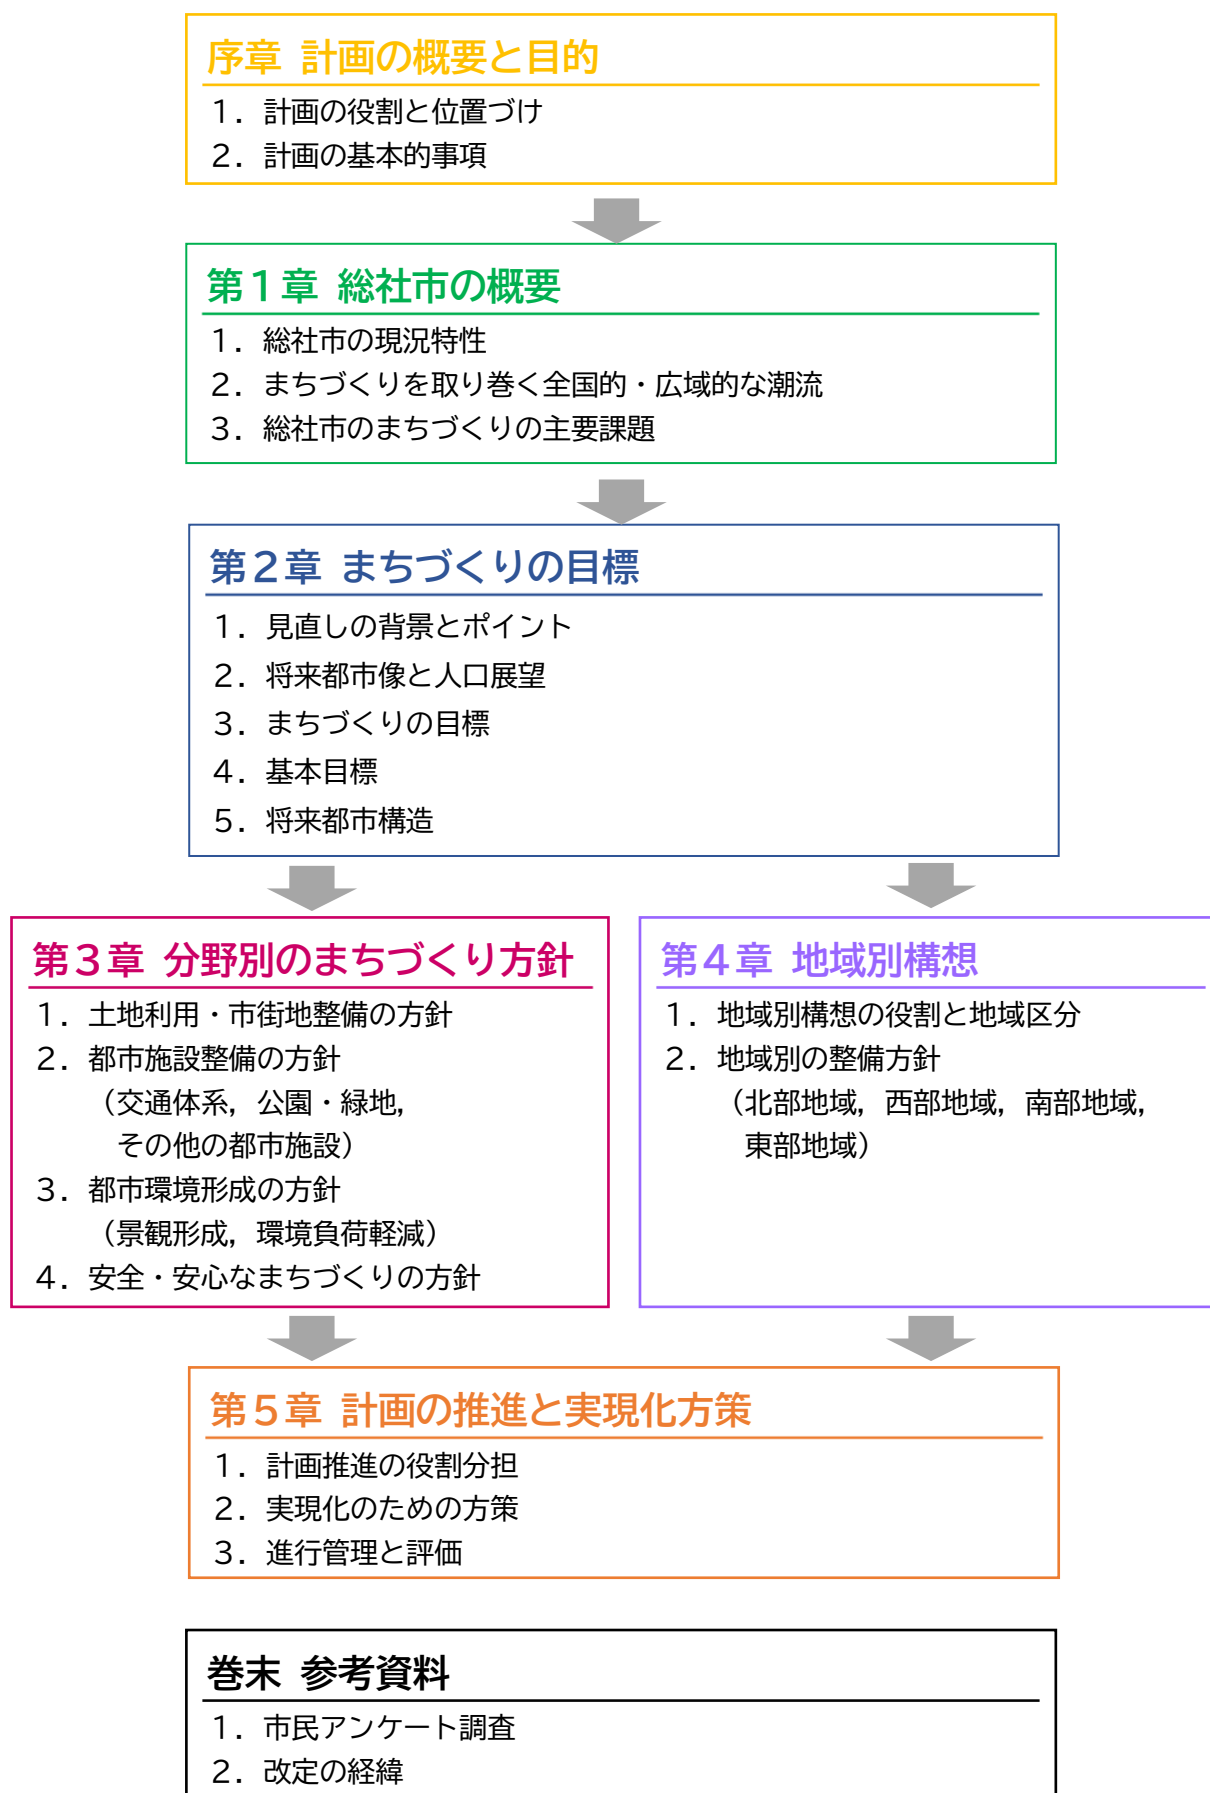 序章 計画の概要と目的
１．計画の役割と位置づけ
２．計画の基本的事項
第１章 総社市の概要
１．総社市の現況特性
２．まちづくりを取り巻く全国的・広域的な潮流
３．総社市のまちづくりの主要課題
第２章 まちづくりの目標
１．見直しの背景とポイント
２．将来都市像と人口展望
３．まちづくりの目標
４．基本目標
５．将来都市構造
第３章 分野別のまちづくり方針
１．土地利用・市街地整備の方針
２．都市施設整備の方針
（交通体系，公園・緑地，
その他の都市施設）
３．都市環境形成の方針
（景観形成，環境負荷軽減）
４．安全・安心なまちづくりの方針
第４章 地域別構想
１．地域別構想の役割と地域区分
２．地域別の整備方針
（北部地域，西部地域，南部地域，
東部地域）
第５章 計画の推進と実現化方策
１．計画推進の役割分担
２．実現化のための方策
３．進行管理と評価
巻末 参考資料
１．市民アンケート調査
２．改定の経緯